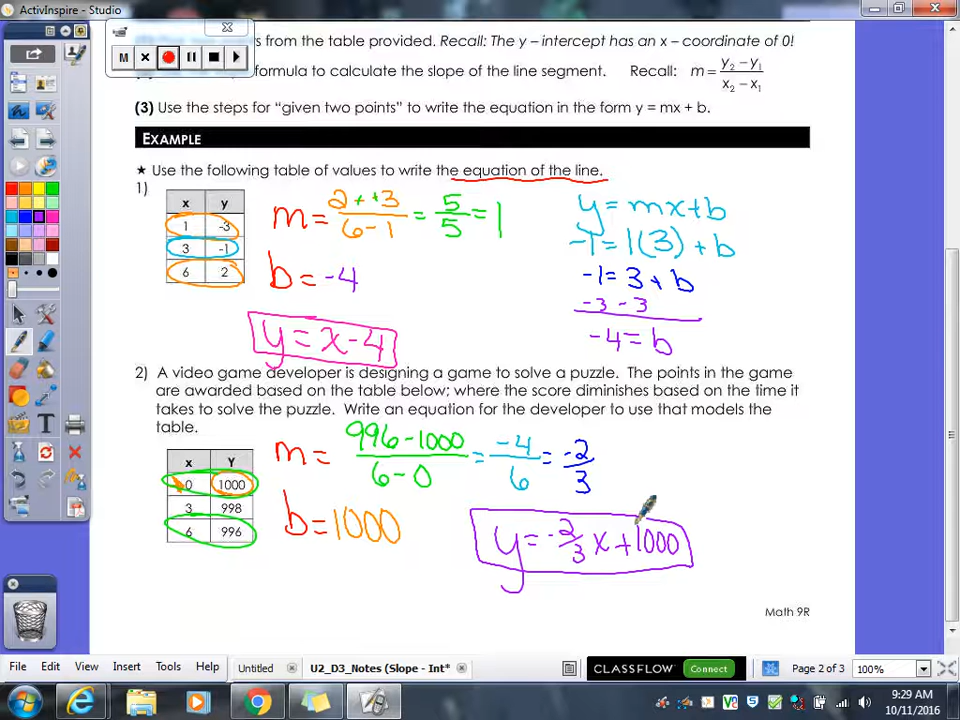 ActivInspire - Studio
from the table provided. Recall: The y – intercept has an x – coordinate of 0!
formula to calculate the slope of the line segment. Recall: m = y₂ – y₁ / x₂ – x₁
(3) Use the steps for "given two points" to write the equation in the form y = mx + b.
EXAMPLE
★ Use the following table of values to write the equation of the line.
1)
x y
1 -3
3 -1
6 2
m = 2 + +3 / 6 - 1 = 5/5 = 1
b = -4
y = x - 4
y = mx + b
-1 = 1(3) + b
-1 = 3 + b
-3 -3
-4 = b
2) A video game developer is designing a game to solve a puzzle. The points in the game
are awarded based on the table below; where the score diminishes based on the time it
takes to solve the puzzle. Write an equation for the developer to use that models the
table.
x Y
0 1000
3 998
6 996
m = 996 - 1000 / 6 - 0 = -4/6 = -2/3
b = 1000
y = -2/3 x + 1000
Math 9R
File Edit View Insert Tools Help
Untitled
U2_D3_Notes (Slope - Int*
CLASSFLOW Connect
Page 2 of 3
100%
9:29 AM
10/11/2016